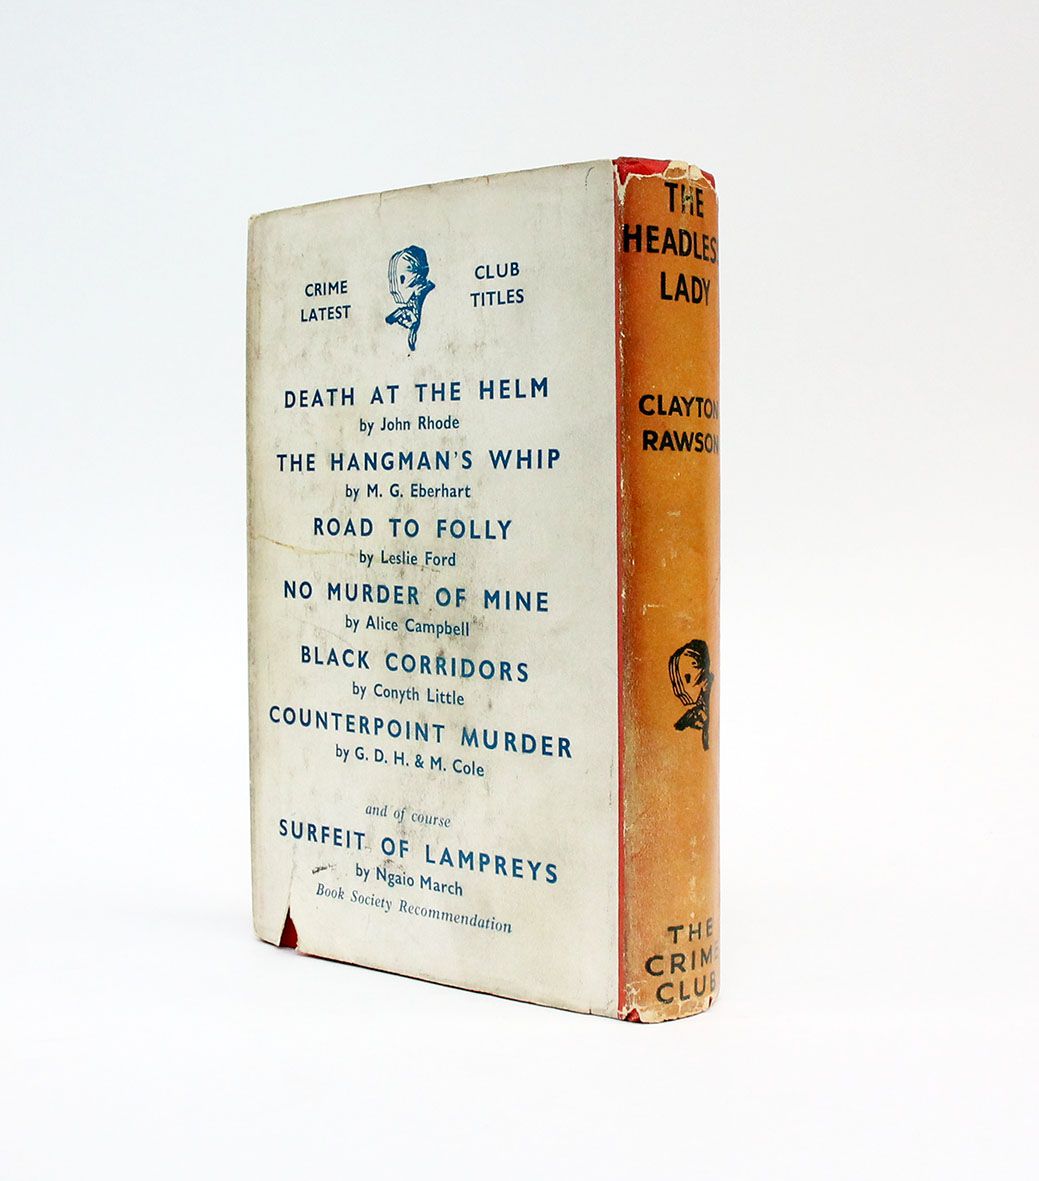 CRIME CLUB
LATEST TITLES
DEATH AT THE HELM
by John Rhode
THE HANGMAN'S WHIP
by M. G. Eberhart
ROAD TO FOLLY
by Leslie Ford
NO MURDER OF MINE
by Alice Campbell
BLACK CORRIDORS
by Conyth Little
COUNTERPOINT MURDER
by G. D. H. & M. Cole
and of course
SURFEIT OF LAMPREYS
by Ngaio March
Book Society Recommendation
THE
HEADLES
LADY
CLAYTON
RAWSON
THE
CRIME
CLUB